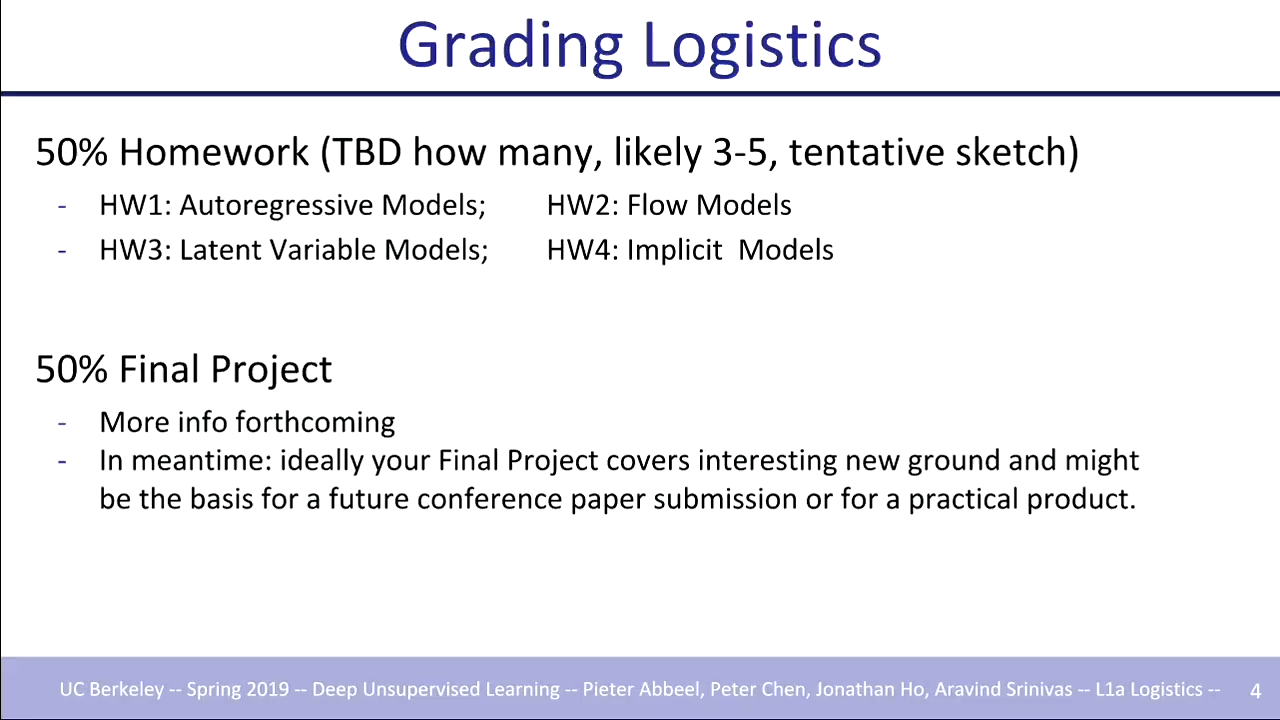 Grading Logistics
50% Homework (TBD how many, likely 3-5, tentative sketch)
- HW1: Autoregressive Models; HW2: Flow Models
- HW3: Latent Variable Models; HW4: Implicit  Models
50% Final Project
- More info forthcoming
- In meantime: ideally your Final Project covers interesting new ground and might
be the basis for a future conference paper submission or for a practical product.
UC Berkeley -- Spring 2019 -- Deep Unsupervised Learning -- Pieter Abbeel, Peter Chen, Jonathan Ho, Aravind Srinivas -- L1a Logistics -- 4